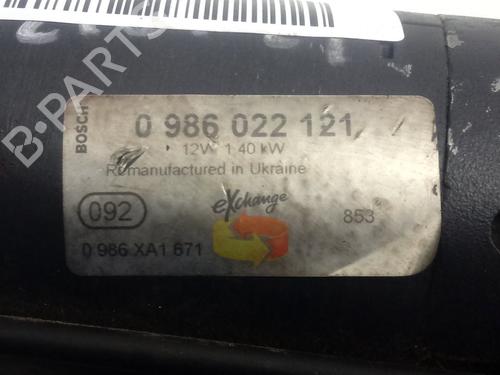 B-PARTS
BOSCH
0 986 022 121
12W 1 40 kW
Remanufactured in Ukraine
092
eXchange
853
0 986 XA1 671